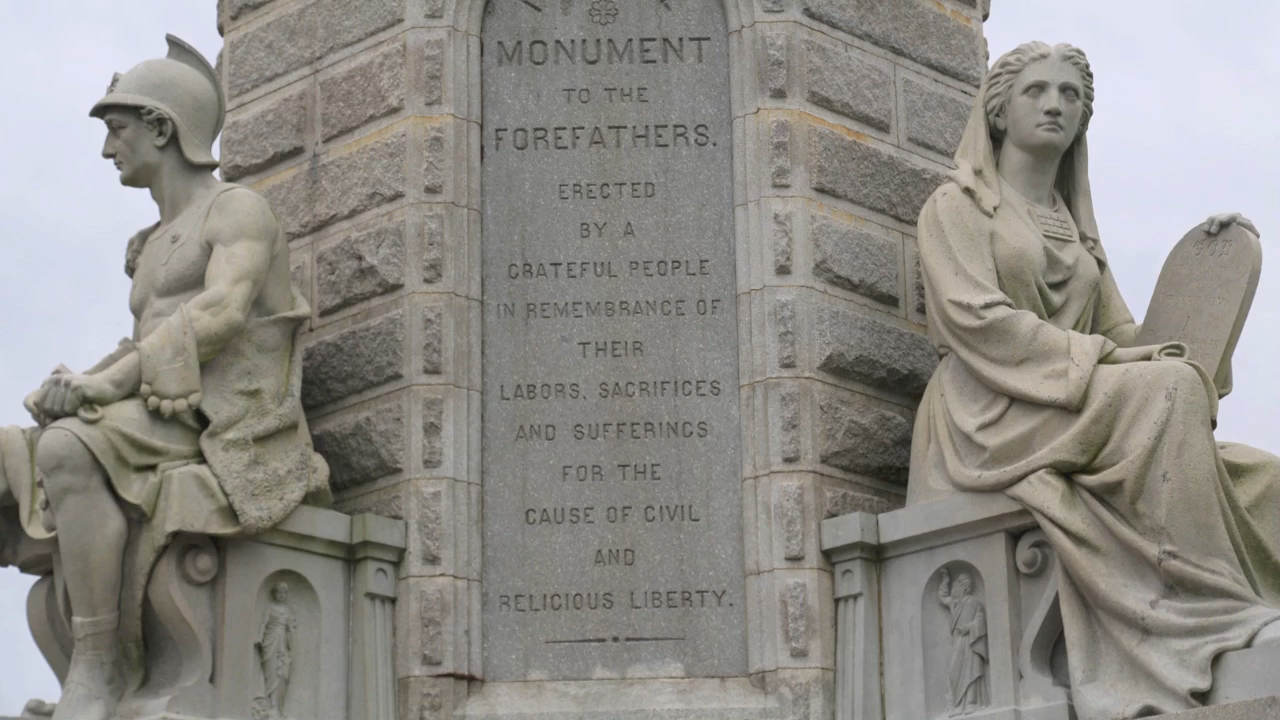 MONUMENT
TO THE
FOREFATHERS.
ERECTED
BY A
GRATEFUL PEOPLE
IN REMEMBRANCE OF
THEIR
LABORS, SACRIFICES
AND SUFFERINGS
FOR THE
CAUSE OF CIVIL
AND
RELIGIOUS LIBERTY.